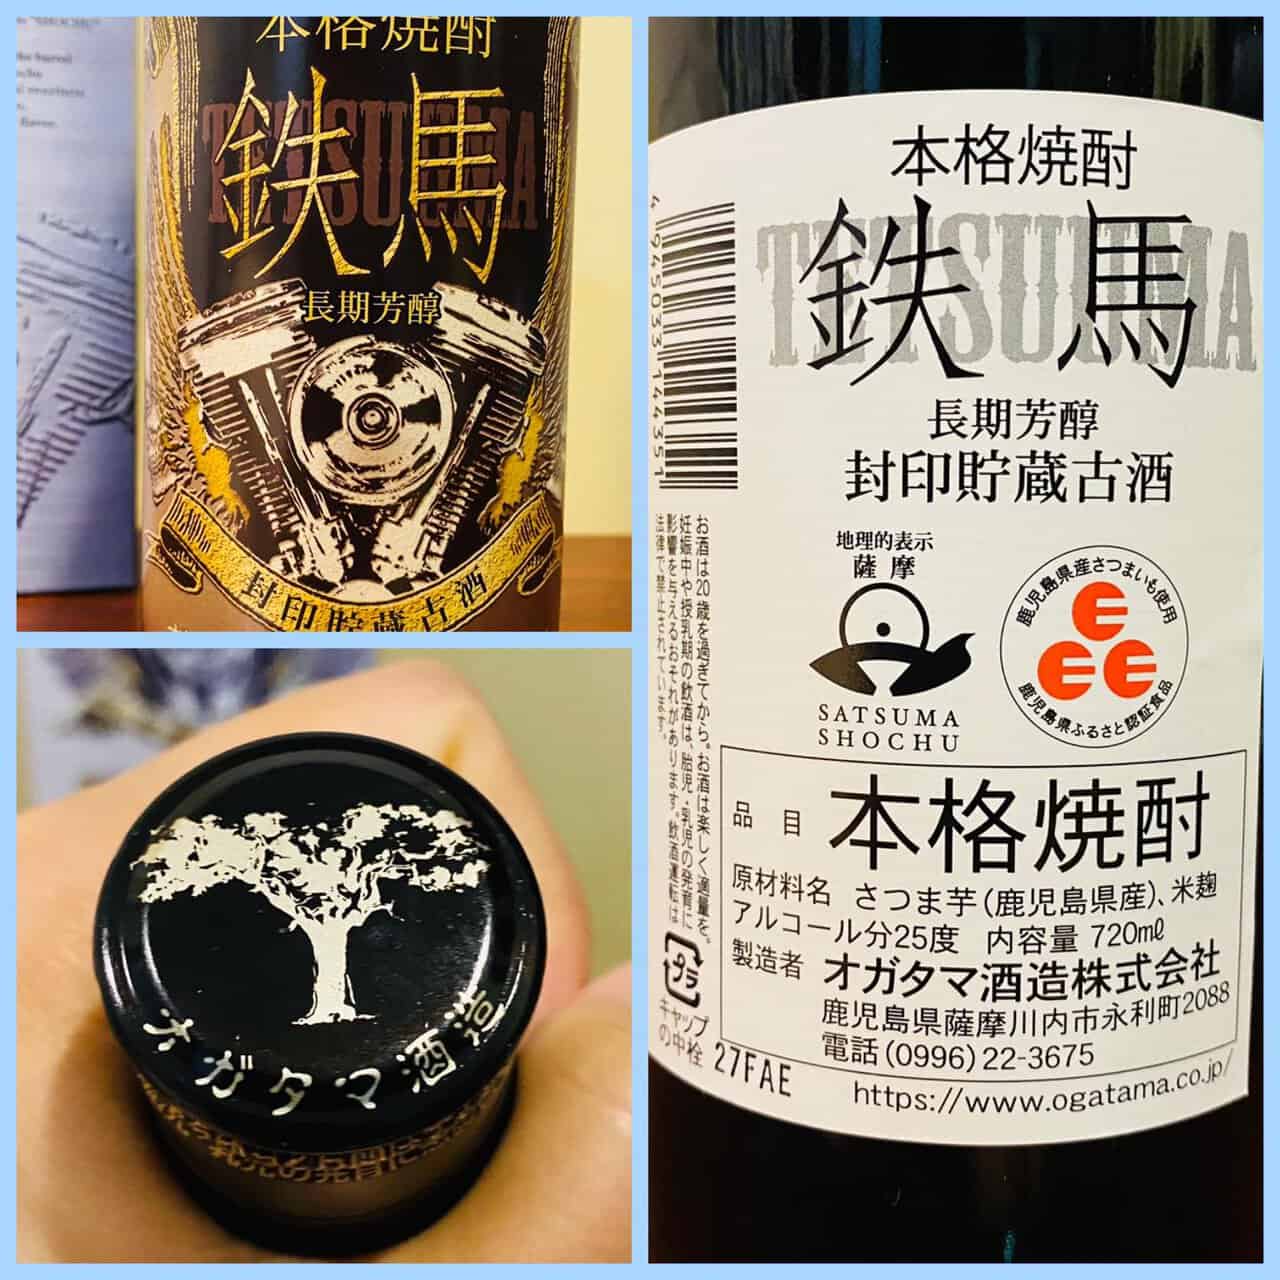 本格焼酎
TETSUUMA
鉄馬
長期芳醇
封印貯蔵古酒
オガタマ酒造
本格焼酎
TETSUUMA
鉄馬
長期芳醇
封印貯蔵古酒
4 945033 144351
地理的表示
薩摩
SATSUMA
SHOCHU
鹿児島県産さつまいも使用
鹿児島県ふるさと認証食品
お酒は20歳を過ぎてから。お酒は楽しく適量を。
妊娠中や授乳期の飲酒は、胎児・乳児の発育に
影響を与えるおそれがあります。飲酒運転は
法律で禁止されています。
品目 本格焼酎
原材料名 さつま芋(鹿児島県産)、米麹
アルコール分25度 内容量 720mℓ
製造者 オガタマ酒造株式会社
鹿児島県薩摩川内市永利町2088
電話(0996)22-3675
https://www.ogatama.co.jp/
プラ
キャップ
の中栓
27FAE